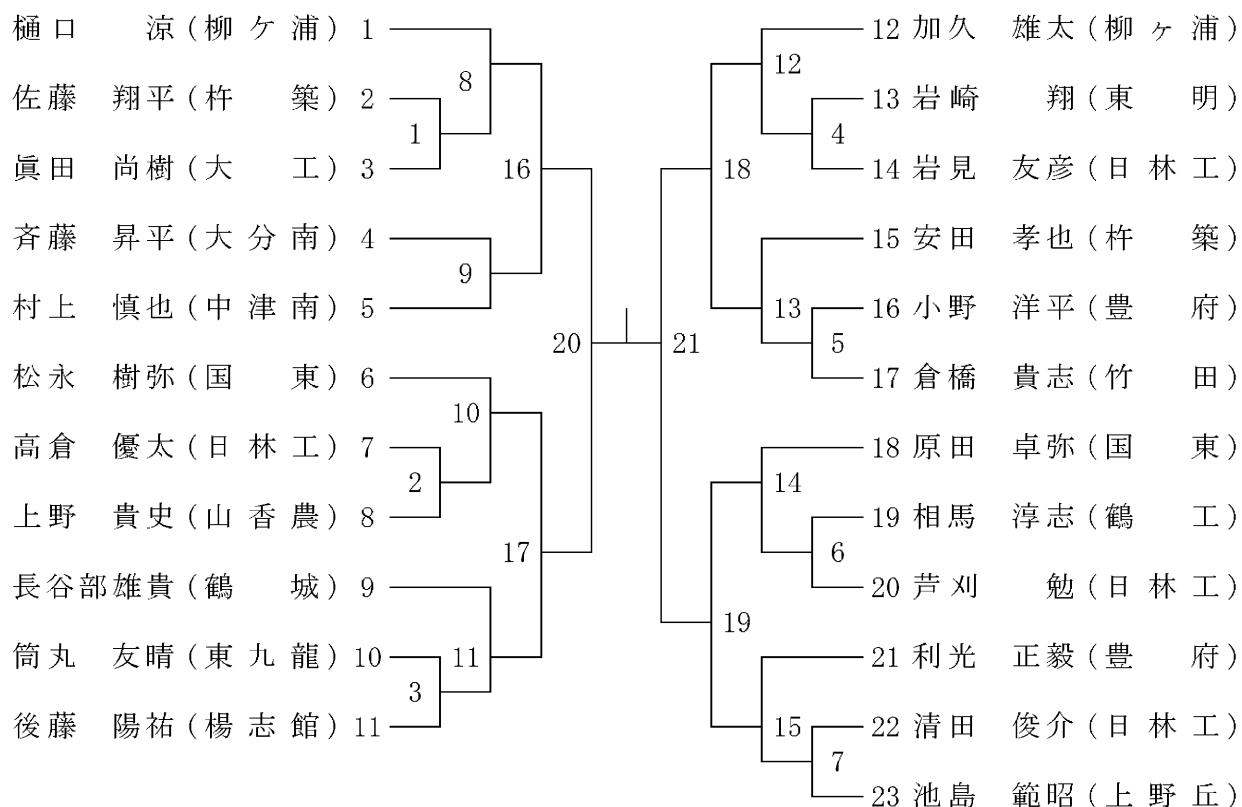 樋口 涼(柳ケ浦) 1
佐藤 翔平(杵築) 2
眞田 尚樹(大工) 3
斉藤 昇平(大分南) 4
村上 慎也(中津南) 5
松永 樹弥(国東) 6
高倉 優太(日林工) 7
上野 貴史(山香農) 8
長谷部雄貴(鶴城) 9
筒丸 友晴(東九龍) 10
後藤 陽祐(楊志館) 11
1
2
3
8
9
10
11
16
17
20
21
18
19
12
13
14
15
4
5
6
7
12 加久 雄太(柳ヶ浦)
13 岩崎 翔(東明)
14 岩見 友彦(日林工)
15 安田 孝也(杵築)
16 小野 洋平(豊府)
17 倉橋 貴志(竹田)
18 原田 卓弥(国東)
19 相馬 淳志(鶴工)
20 芦刈 勉(日林工)
21 利光 正毅(豊府)
22 清田 俊介(日林工)
23 池島 範昭(上野丘)